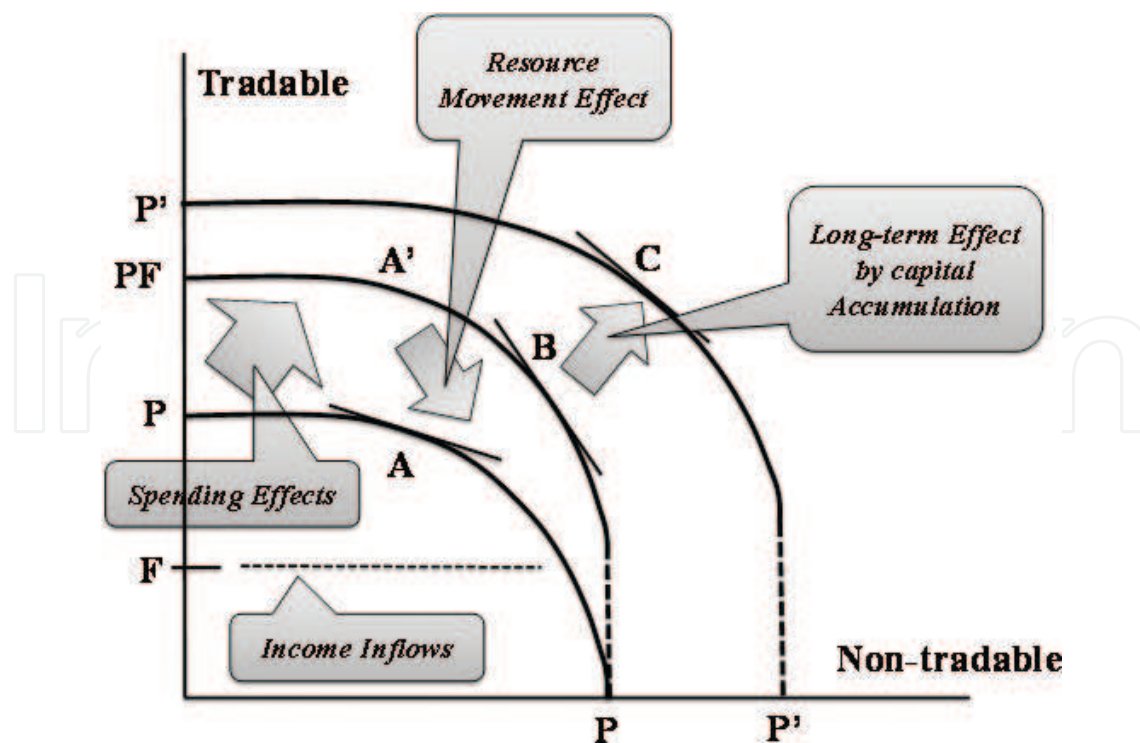 Resource
Movement Effect
Tradable
P'
PF
A'
C
Long-term Effect
by capital
Accumulation
B
P
A
Spending Effects
F
Income Inflows
Non-tradable
P
P'